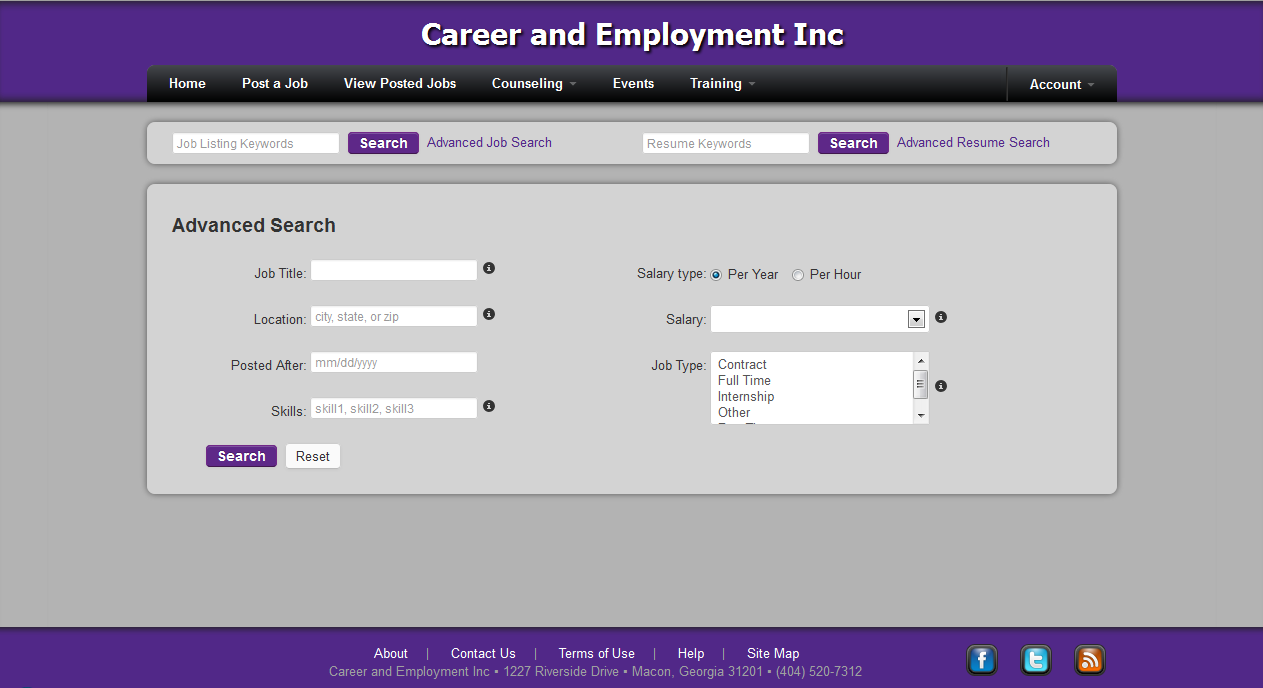 Career and Employment Inc
Home Post a Job View Posted Jobs Counseling Events Training Account
Job Listing Keywords Search Advanced Job Search Resume Keywords Search Advanced Resume Search
Advanced Search
Job Title: Salary type: Per Year Per Hour
Location: city, state, or zip Salary:
Posted After: mm/dd/yyyy Job Type: Contract
Full Time
Internship
Other
Skills: skill1, skill2, skill3
Search Reset
About | Contact Us | Terms of Use | Help | Site Map
Career and Employment Inc ▪ 1227 Riverside Drive ▪ Macon, Georgia 31201 ▪ (404) 520-7312